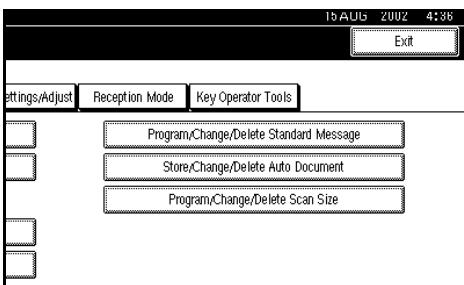 15 AUG 2002 4:36
Exit
ettings/Adjust Reception Mode Key Operator Tools
Program/Change/Delete Standard Message
Store/Change/Delete Auto Document
Program/Change/Delete Scan Size